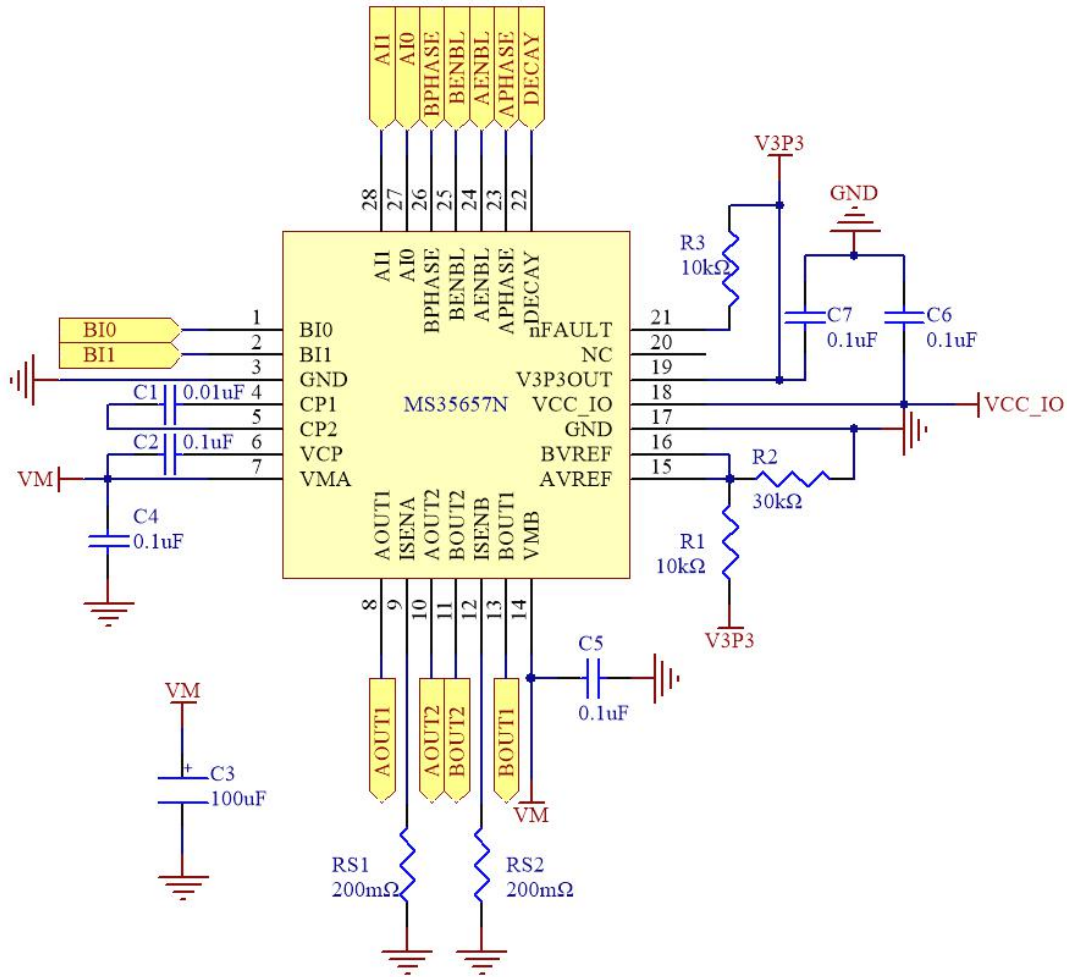 AI1
AI0
BPHASE
BENBL
AENBL
APHASE
DECAY
28
27
26
25
24
23
22
AI1
AI0
BPHASE
BENBL
AENBL
APHASE
DECAY
V3P3
GND
R3
10kΩ
C7
0.1uF
C6
0.1uF
BI0
BI1
1
2
3
4
5
6
7
BI0
BI1
GND
CP1
CP2
VCP
VMA
C1 0.01uF
C2 0.1uF
VM
C4
0.1uF
MS35657N
nFAULT
NC
V3P3OUT
VCC_IO
GND
BVREF
AVREF
21
20
19
18
17
16
15
VCC_IO
R2
30kΩ
R1
10kΩ
V3P3
AOUT1
ISENA
AOUT2
BOUT2
ISENB
BOUT1
VMB
8
9
10
11
12
13
14
AOUT1
AOUT2
BOUT2
BOUT1
C5
0.1uF
VM
VM
+
C3
100uF
RS1
200mΩ
RS2
200mΩ